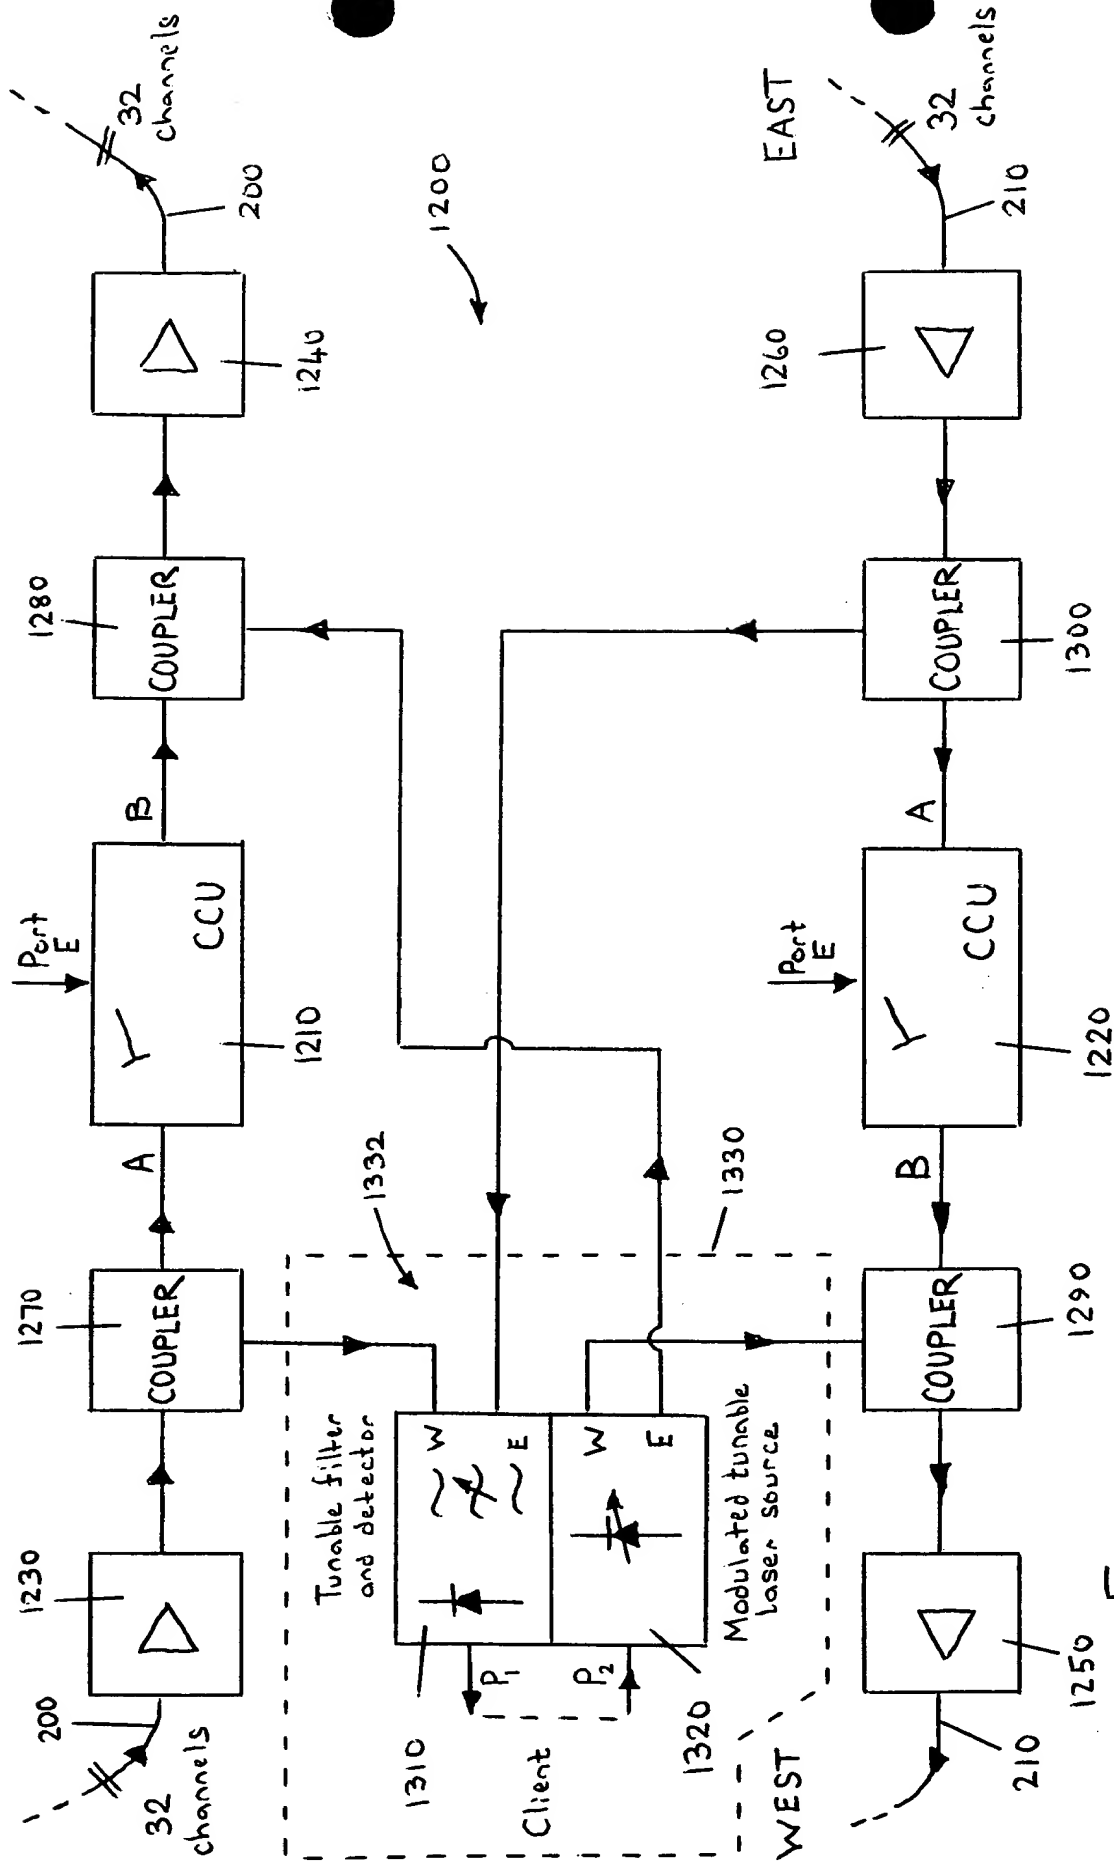 32
channels
200
1240
1280
COUPLER
B
Port
E
CCU
1210
A
1270
COUPLER
1230
200
32
channels
1200
1332
1330
Tunable filter
and detector
W
E
W
E
Modulated tunable
laser source
P1
P2
1310
1320
Client
EAST
WEST
32
channels
210
1260
COUPLER
1300
A
Port
E
CCU
1220
B
COUPLER
1290
1250
210